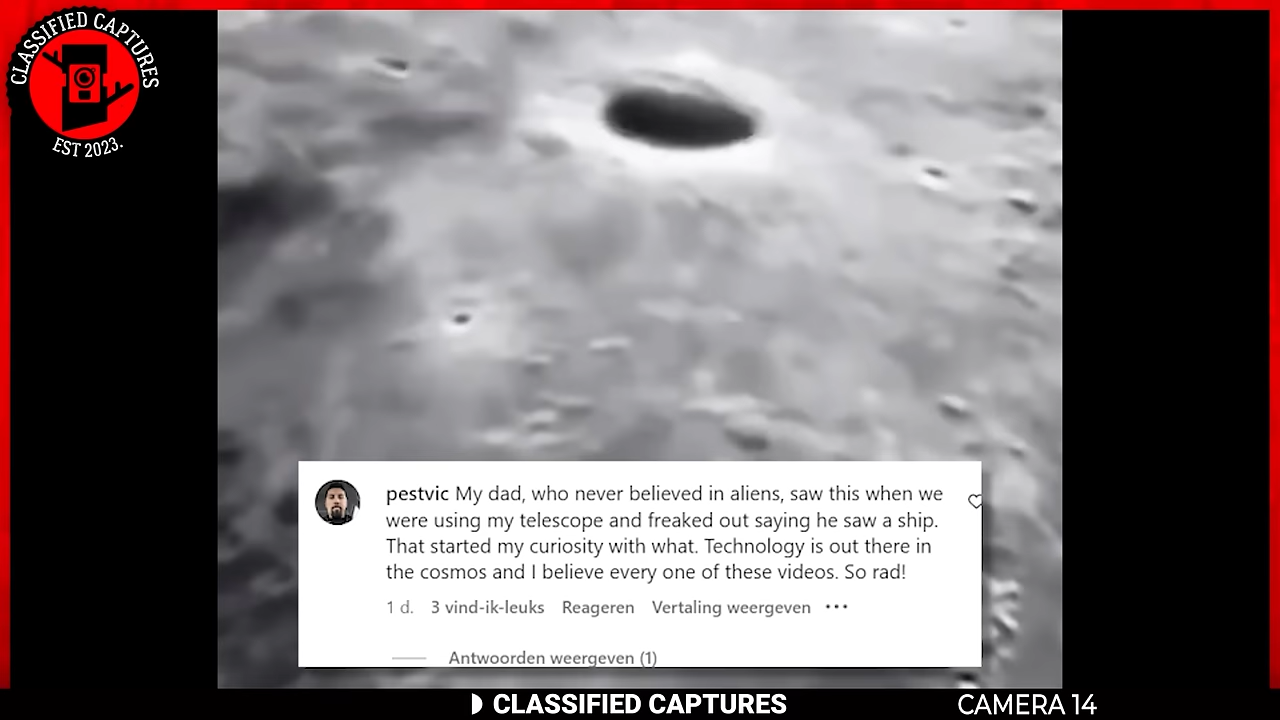 CLASSIFIED CAPTURES
EST 2023.
pestvic My dad, who never believed in aliens, saw this when we
were using my telescope and freaked out saying he saw a ship.
That started my curiosity with what. Technology is out there in
the cosmos and I believe every one of these videos. So rad!
1 d. 3 vind-ik-leuks Reageren Vertaling weergeven •••
Antwoorden weergeven (1)
CLASSIFIED CAPTURES
CAMERA 14